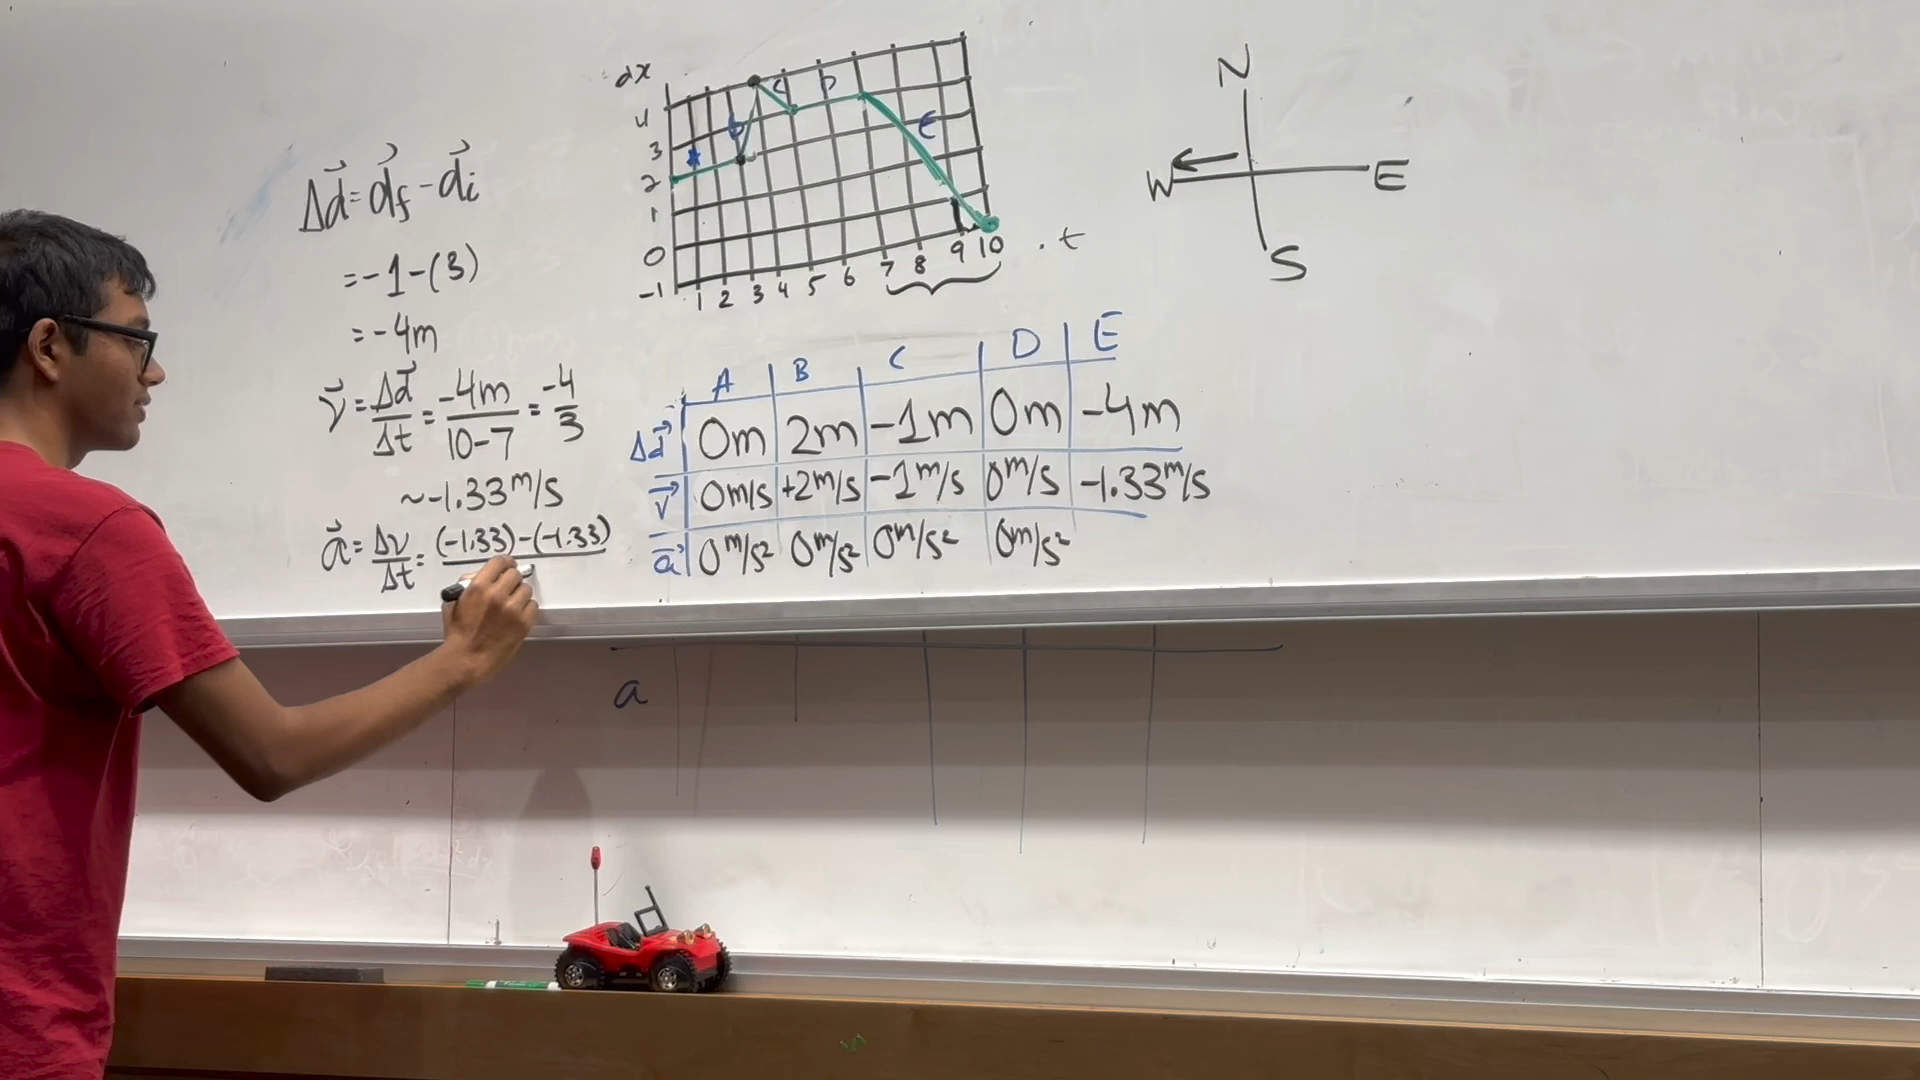 Δd⃗ = d⃗f - d⃗i
= -1 - (3)
= -4m
v⃗ = Δd⃗/Δt = -4m/10-7 = -4/3
~ -1.33 m/s
a⃗ = Δv/Δt = (-1.33)-(-1.33)
dx
4
3
2
1
0
-1
A
C
D
E
1 2 3 4 5 6 7 8 9 10
t
N
W E
S
A B C D E
Δd⃗ 0m 2m -1m 0m -4m
v⃗ 0m/s +2m/s -1m/s 0m/s -1.33m/s
a⃗ 0m/s² 0m/s² 0m/s² 0m/s²
a